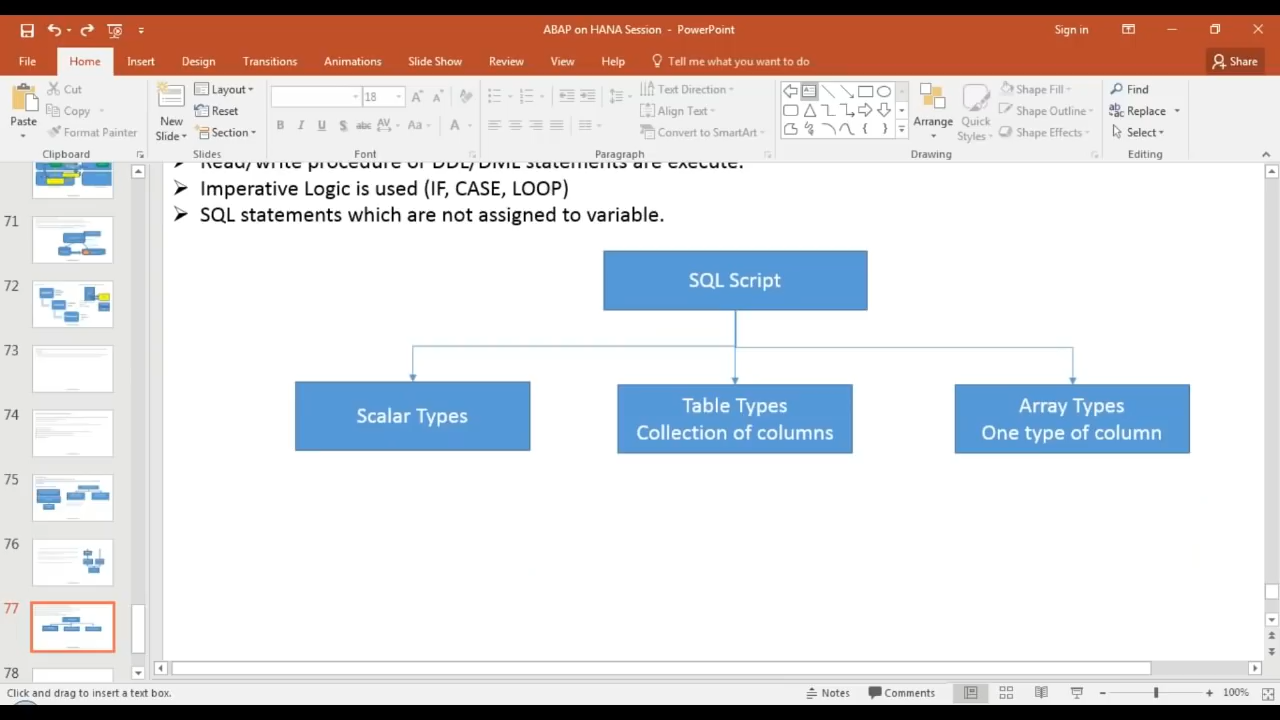 ABAP on HANA Session - PowerPoint
Sign in
File Home Insert Design Transitions Animations Slide Show Review View Help Tell me what you want to do Share
Paste
Cut
Copy
Format Painter
Clipboard
New
Slide
Layout
Reset
Section
Slides
18
B I U S abc AV Aa A
Font
Text Direction
Align Text
Convert to SmartArt
Paragraph
Arrange
Quick
Styles
Shape Fill
Shape Outline
Shape Effects
Drawing
Find
Replace
Select
Editing
71
72
73
74
75
76
77
78
Read/write procedure or DDL/DML statements are execute.
Imperative Logic is used (IF, CASE, LOOP)
SQL statements which are not assigned to variable.
SQL Script
Scalar Types
Table Types
Collection of columns
Array Types
One type of column
Click and drag to insert a text box.
Notes
Comments
100%